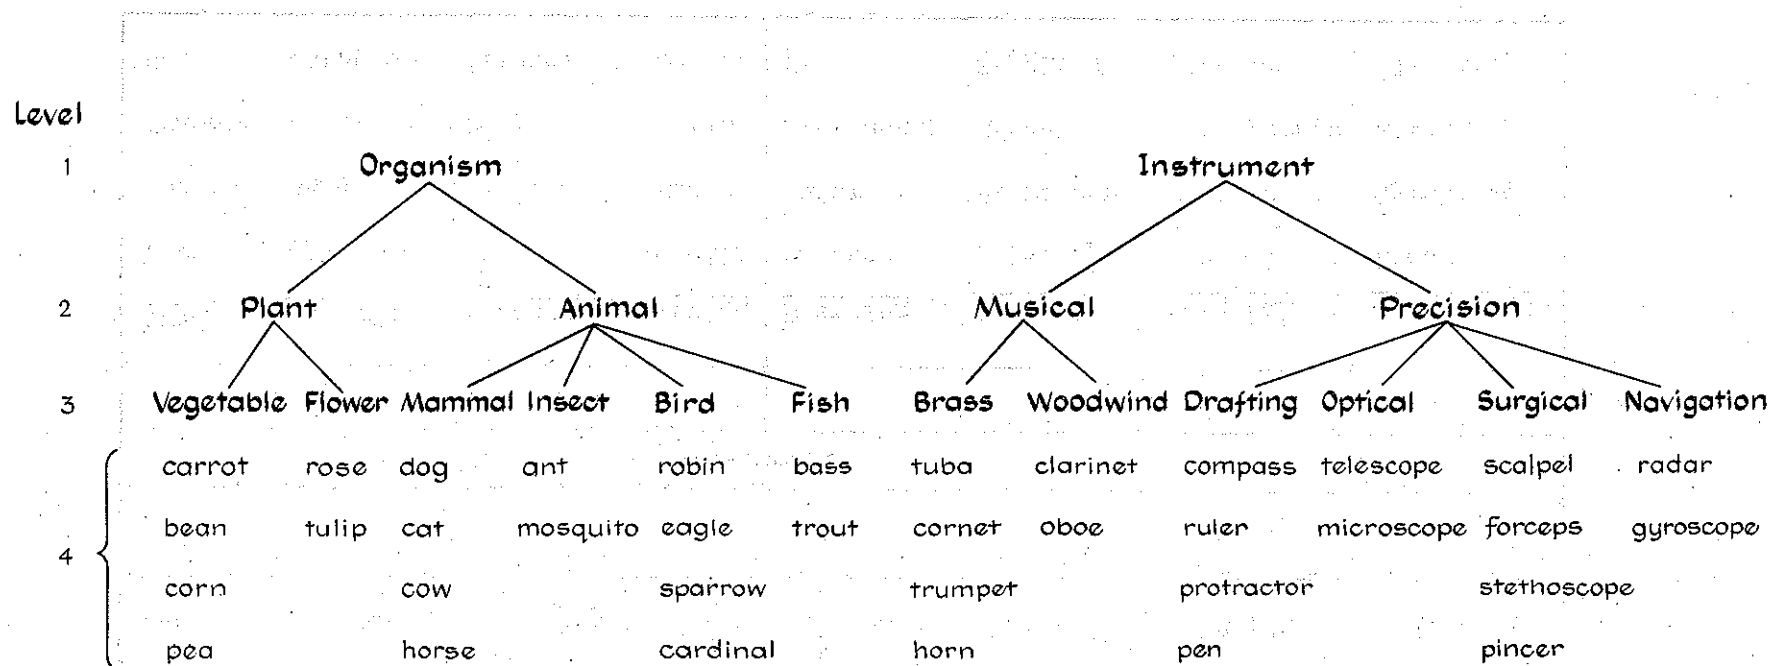 Level
1 Organism Instrument
2 Plant Animal Musical Precision
3 Vegetable Flower Mammal Insect Bird Fish Brass Woodwind Drafting Optical Surgical Navigation
carrot rose dog ant robin bass tuba clarinet compass telescope scalpel radar
bean tulip cat mosquito eagle trout cornet oboe ruler microscope forceps gyroscope
4
corn cow sparrow trumpet protractor stethoscope
pea horse cardinal horn pen pincer